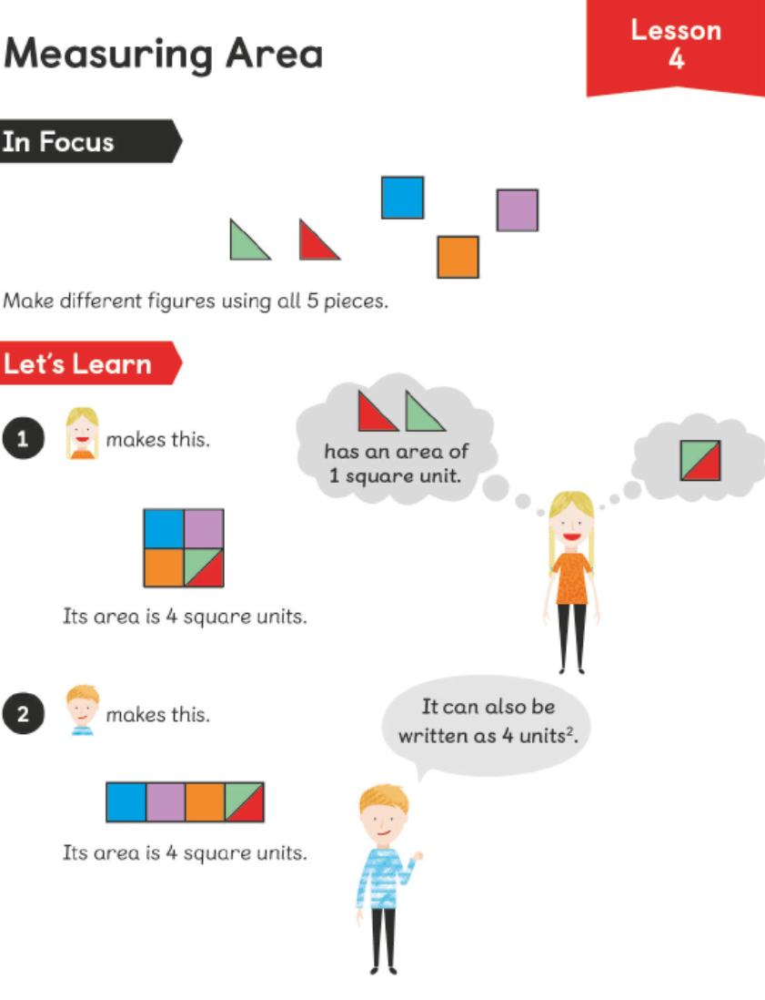 Measuring Area
Lesson
4
In Focus
Make different figures using all 5 pieces.
Let's Learn
1
makes this.
has an area of
1 square unit.
Its area is 4 square units.
2
makes this.
It can also be
written as 4 units².
Its area is 4 square units.